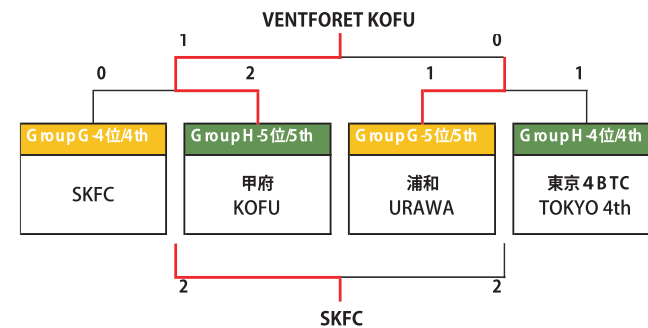 VENTFORET KOFU
1 0
0 2 1 1
Group G-4位/4th Group H-5位/5th Group G-5位/5th Group H-4位/4th
SKFC
甲府
KOFU
浦和
URAWA
東京4BTC
TOKYO 4th
2 2
SKFC